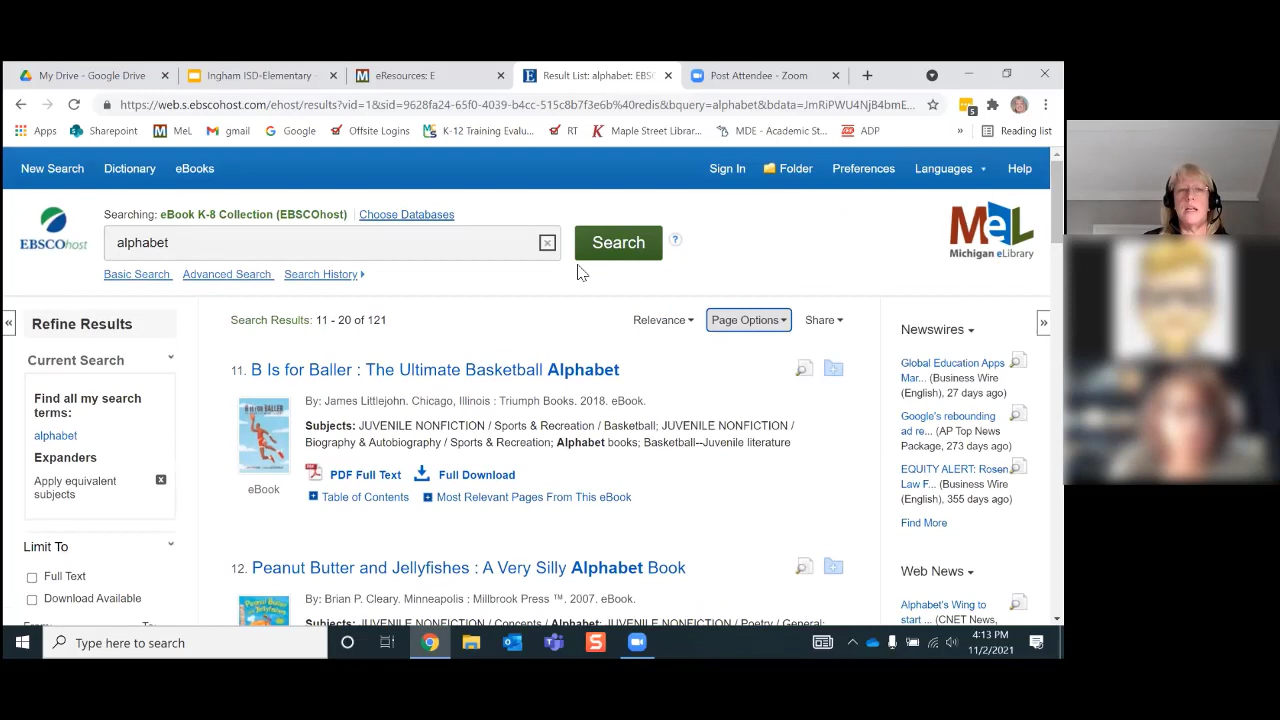 My Drive - Google Drive
Ingham ISD-Elementary -
eResources: E
Result List: alphabet: EBSC
Post Attendee - Zoom
https://web.s.ebscohost.com/ehost/results?vid=1&sid=9628fa24-65f0-4039-b4cc-515c8b7f3e6b%40redis&bquery=alphabet&bdata=JmRiPWU4NjB4bmE...
5
Apps
Sharepoint
MeL
gmail
Google
Offsite Logins
K-12 Training Evalu...
RT
Maple Street Librar...
MDE - Academic St...
ADP
»
Reading list
New Search
Dictionary
eBooks
Sign In
Folder
Preferences
Languages
Help
Searching: eBook K-8 Collection (EBSCOhost)
Choose Databases
EBSCOhost
alphabet
Search
?
MeL
Michigan eLibrary
Basic Search
Advanced Search
Search History
«
Refine Results
Current Search
Find all my search
terms:
alphabet
Expanders
Apply equivalent
subjects
Limit To
Full Text
Download Available
Search Results: 11 - 20 of 121
Relevance
Page Options
Share
11. B Is for Baller : The Ultimate Basketball Alphabet
By: James Littlejohn. Chicago, Illinois : Triumph Books. 2018. eBook.
Subjects: JUVENILE NONFICTION / Sports & Recreation / Basketball; JUVENILE NONFICTION /
Biography & Autobiography / Sports & Recreation; Alphabet books; Basketball--Juvenile literature
eBook
PDF Full Text
Full Download
Table of Contents
Most Relevant Pages From This eBook
12. Peanut Butter and Jellyfishes : A Very Silly Alphabet Book
By: Brian P. Cleary. Minneapolis : Millbrook Press ™. 2007. eBook.
Subjects: JUVENILE NONFICTION / Concepts / Alphabet; JUVENILE NONFICTION / Poetry / General;
»
Newswires
Global Education Apps
Mar... (Business Wire
(English), 27 days ago)
Google's rebounding
ad re... (AP Top News
Package, 273 days ago)
EQUITY ALERT: Rosen
Law F... (Business Wire
(English), 355 days ago)
Find More
Web News
Alphabet's Wing to
start ... (CNET News,
Type here to search
4:13 PM
11/2/2021